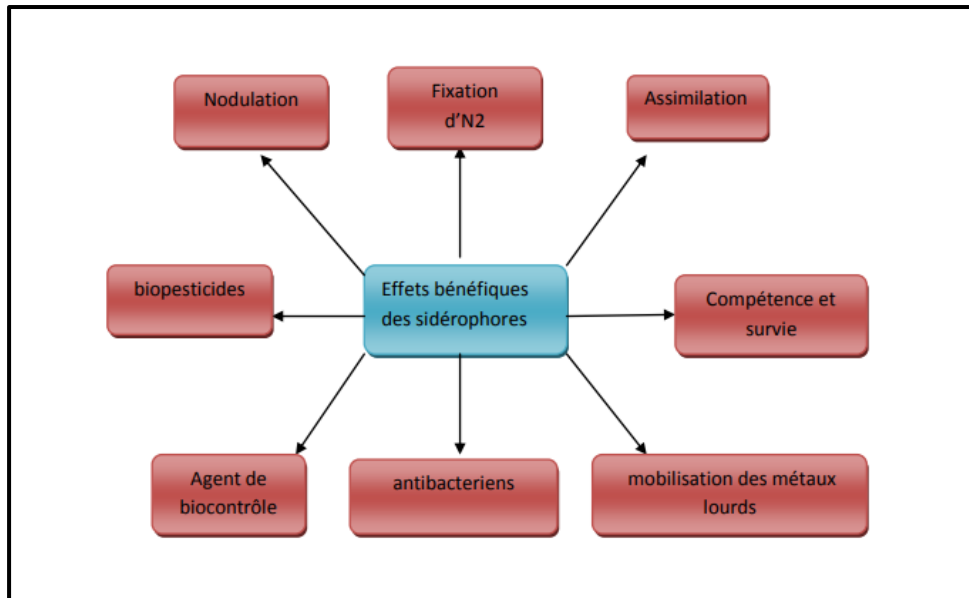 Nodulation
Fixation
d'N2
Assimilation
biopesticides
Effets bénéfiques
des sidérophores
Compétence et
survie
Agent de
biocontrôle
antibacteriens
mobilisation des métaux
lourds